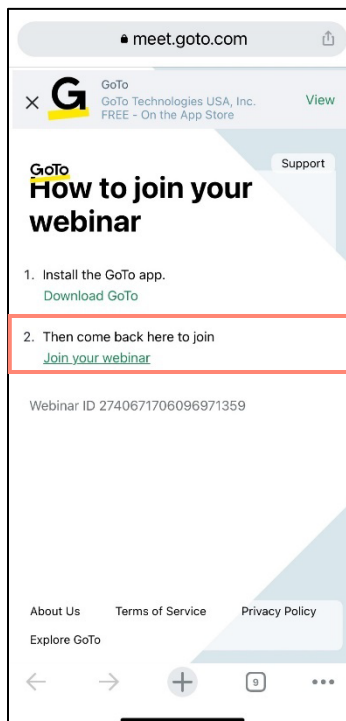 meet.goto.com
G
GoTo
GoTo Technologies USA, Inc.
FREE - On the App Store
View
GoTo
Support
How to join your
webinar
1. Install the GoTo app.
Download GoTo
2. Then come back here to join
Join your webinar
Webinar ID 2740671706096971359
About Us Terms of Service Privacy Policy
Explore GoTo
9